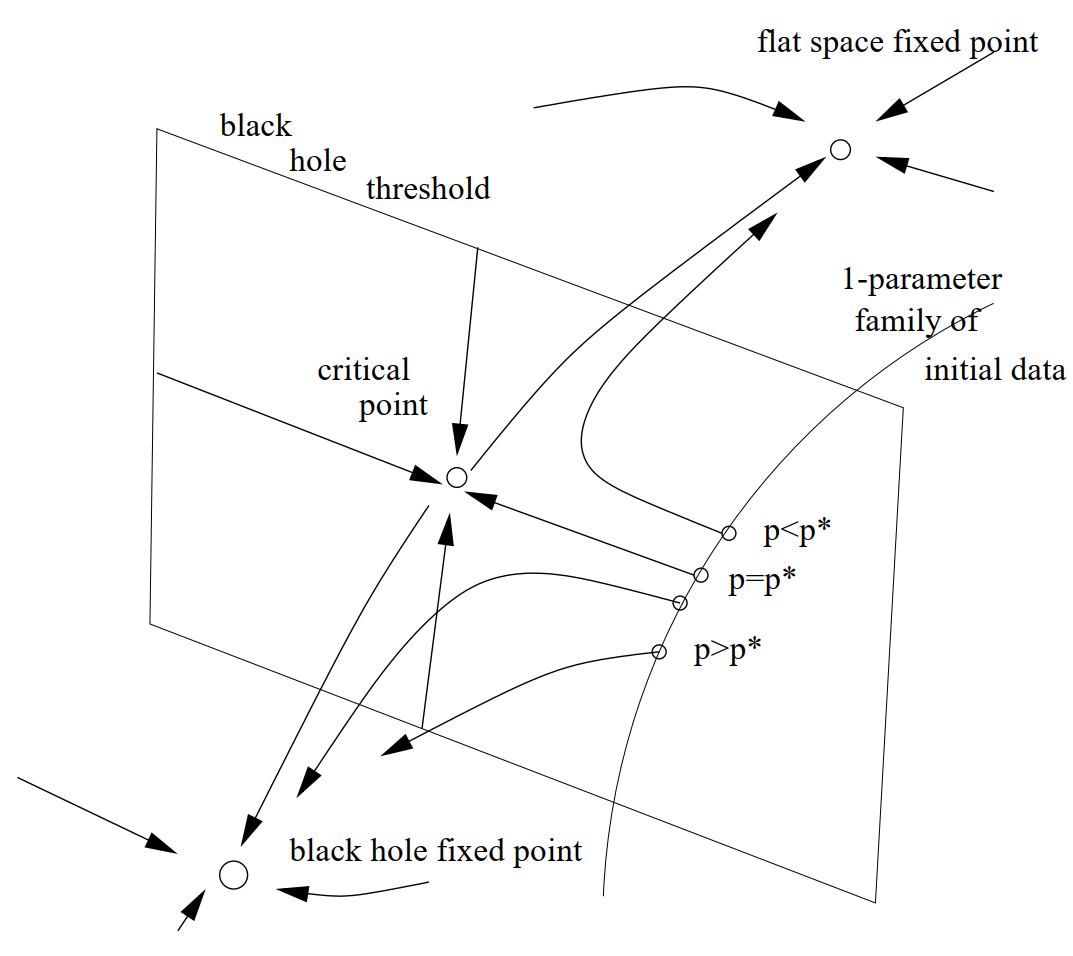 flat space fixed point
black
hole
threshold
1-parameter
family of
initial data
critical
point
p<p*
p=p*
p>p*
black hole fixed point